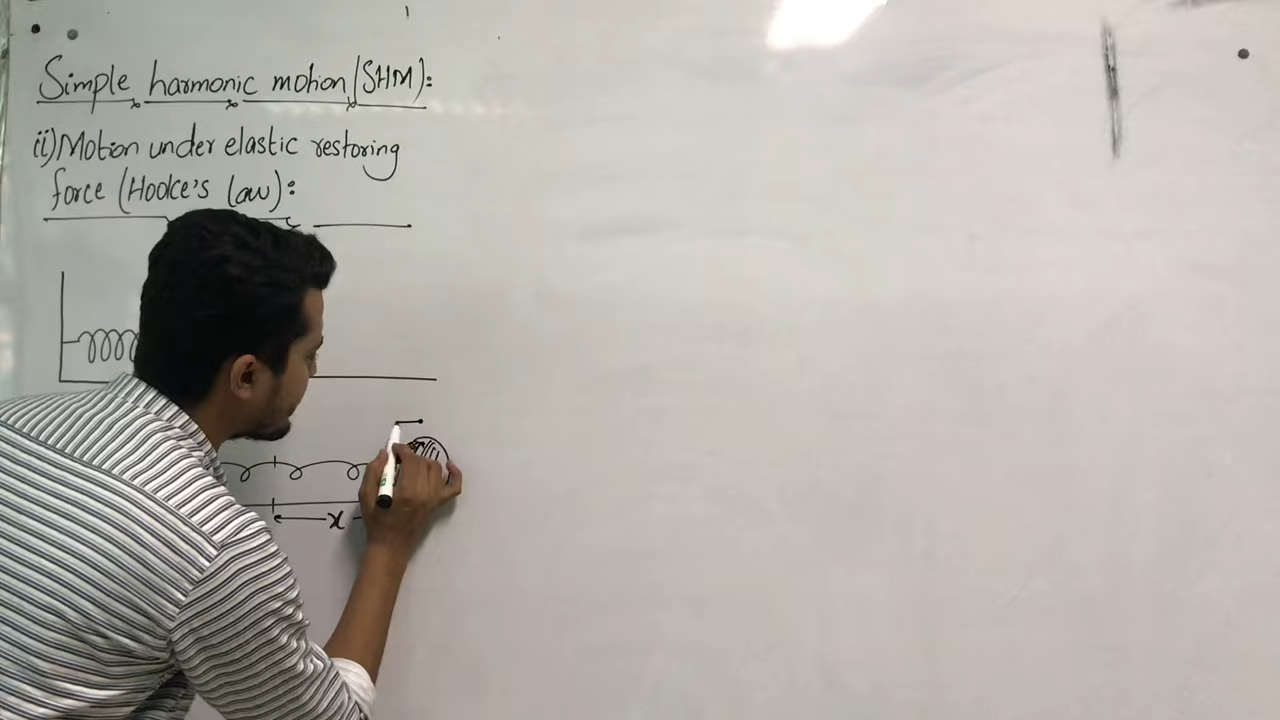 Simple harmonic motion (SHM):
ii) Motion under elastic restoring
force (Hooke's law):
x